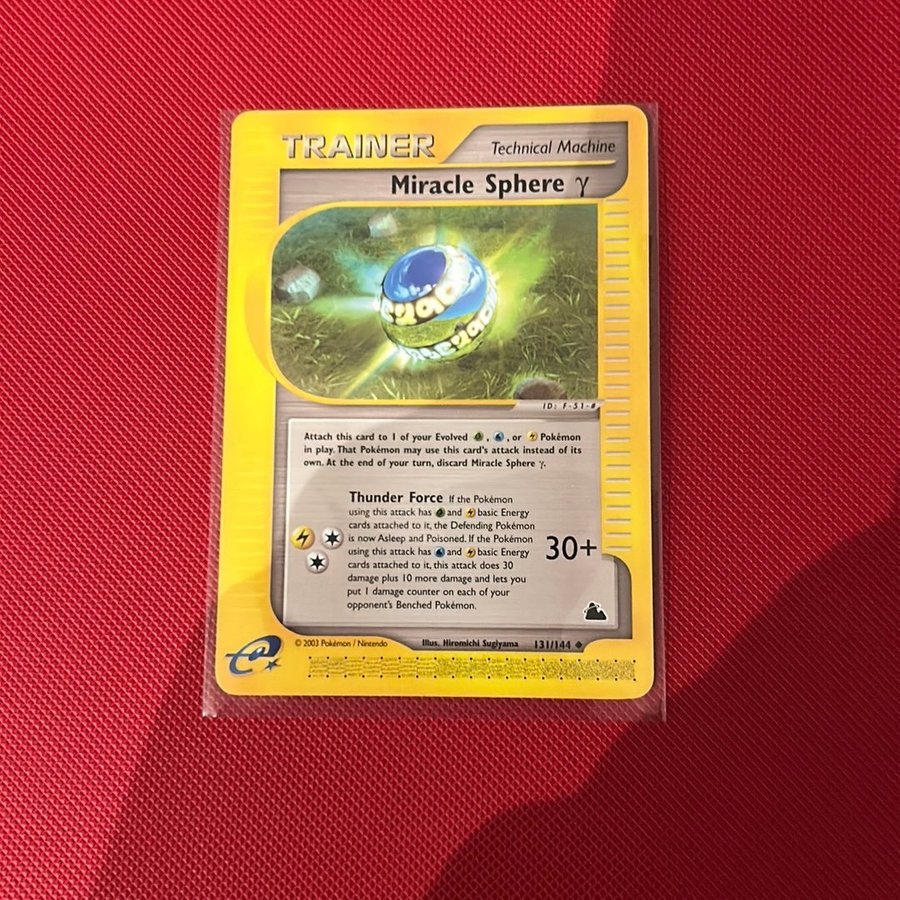 TRAINER
Technical Machine
Miracle Sphere γ
ID: F-51-#
Attach this card to 1 of your Evolved , , or Pokémon
in play. That Pokémon may use this card's attack instead of its
own. At the end of your turn, discard Miracle Sphere γ.
Thunder Force If the Pokémon
using this attack has and basic Energy
cards attached to it, the Defending Pokémon
is now Asleep and Poisoned. If the Pokémon
using this attack has and basic Energy
cards attached to it, this attack does 30
damage plus 10 more damage and lets you
put 1 damage counter on each of your
opponent's Benched Pokémon.
30+
© 2003 Pokémon / Nintendo
Illus. Hiromichi Sugiyama
131/144 ◆
e